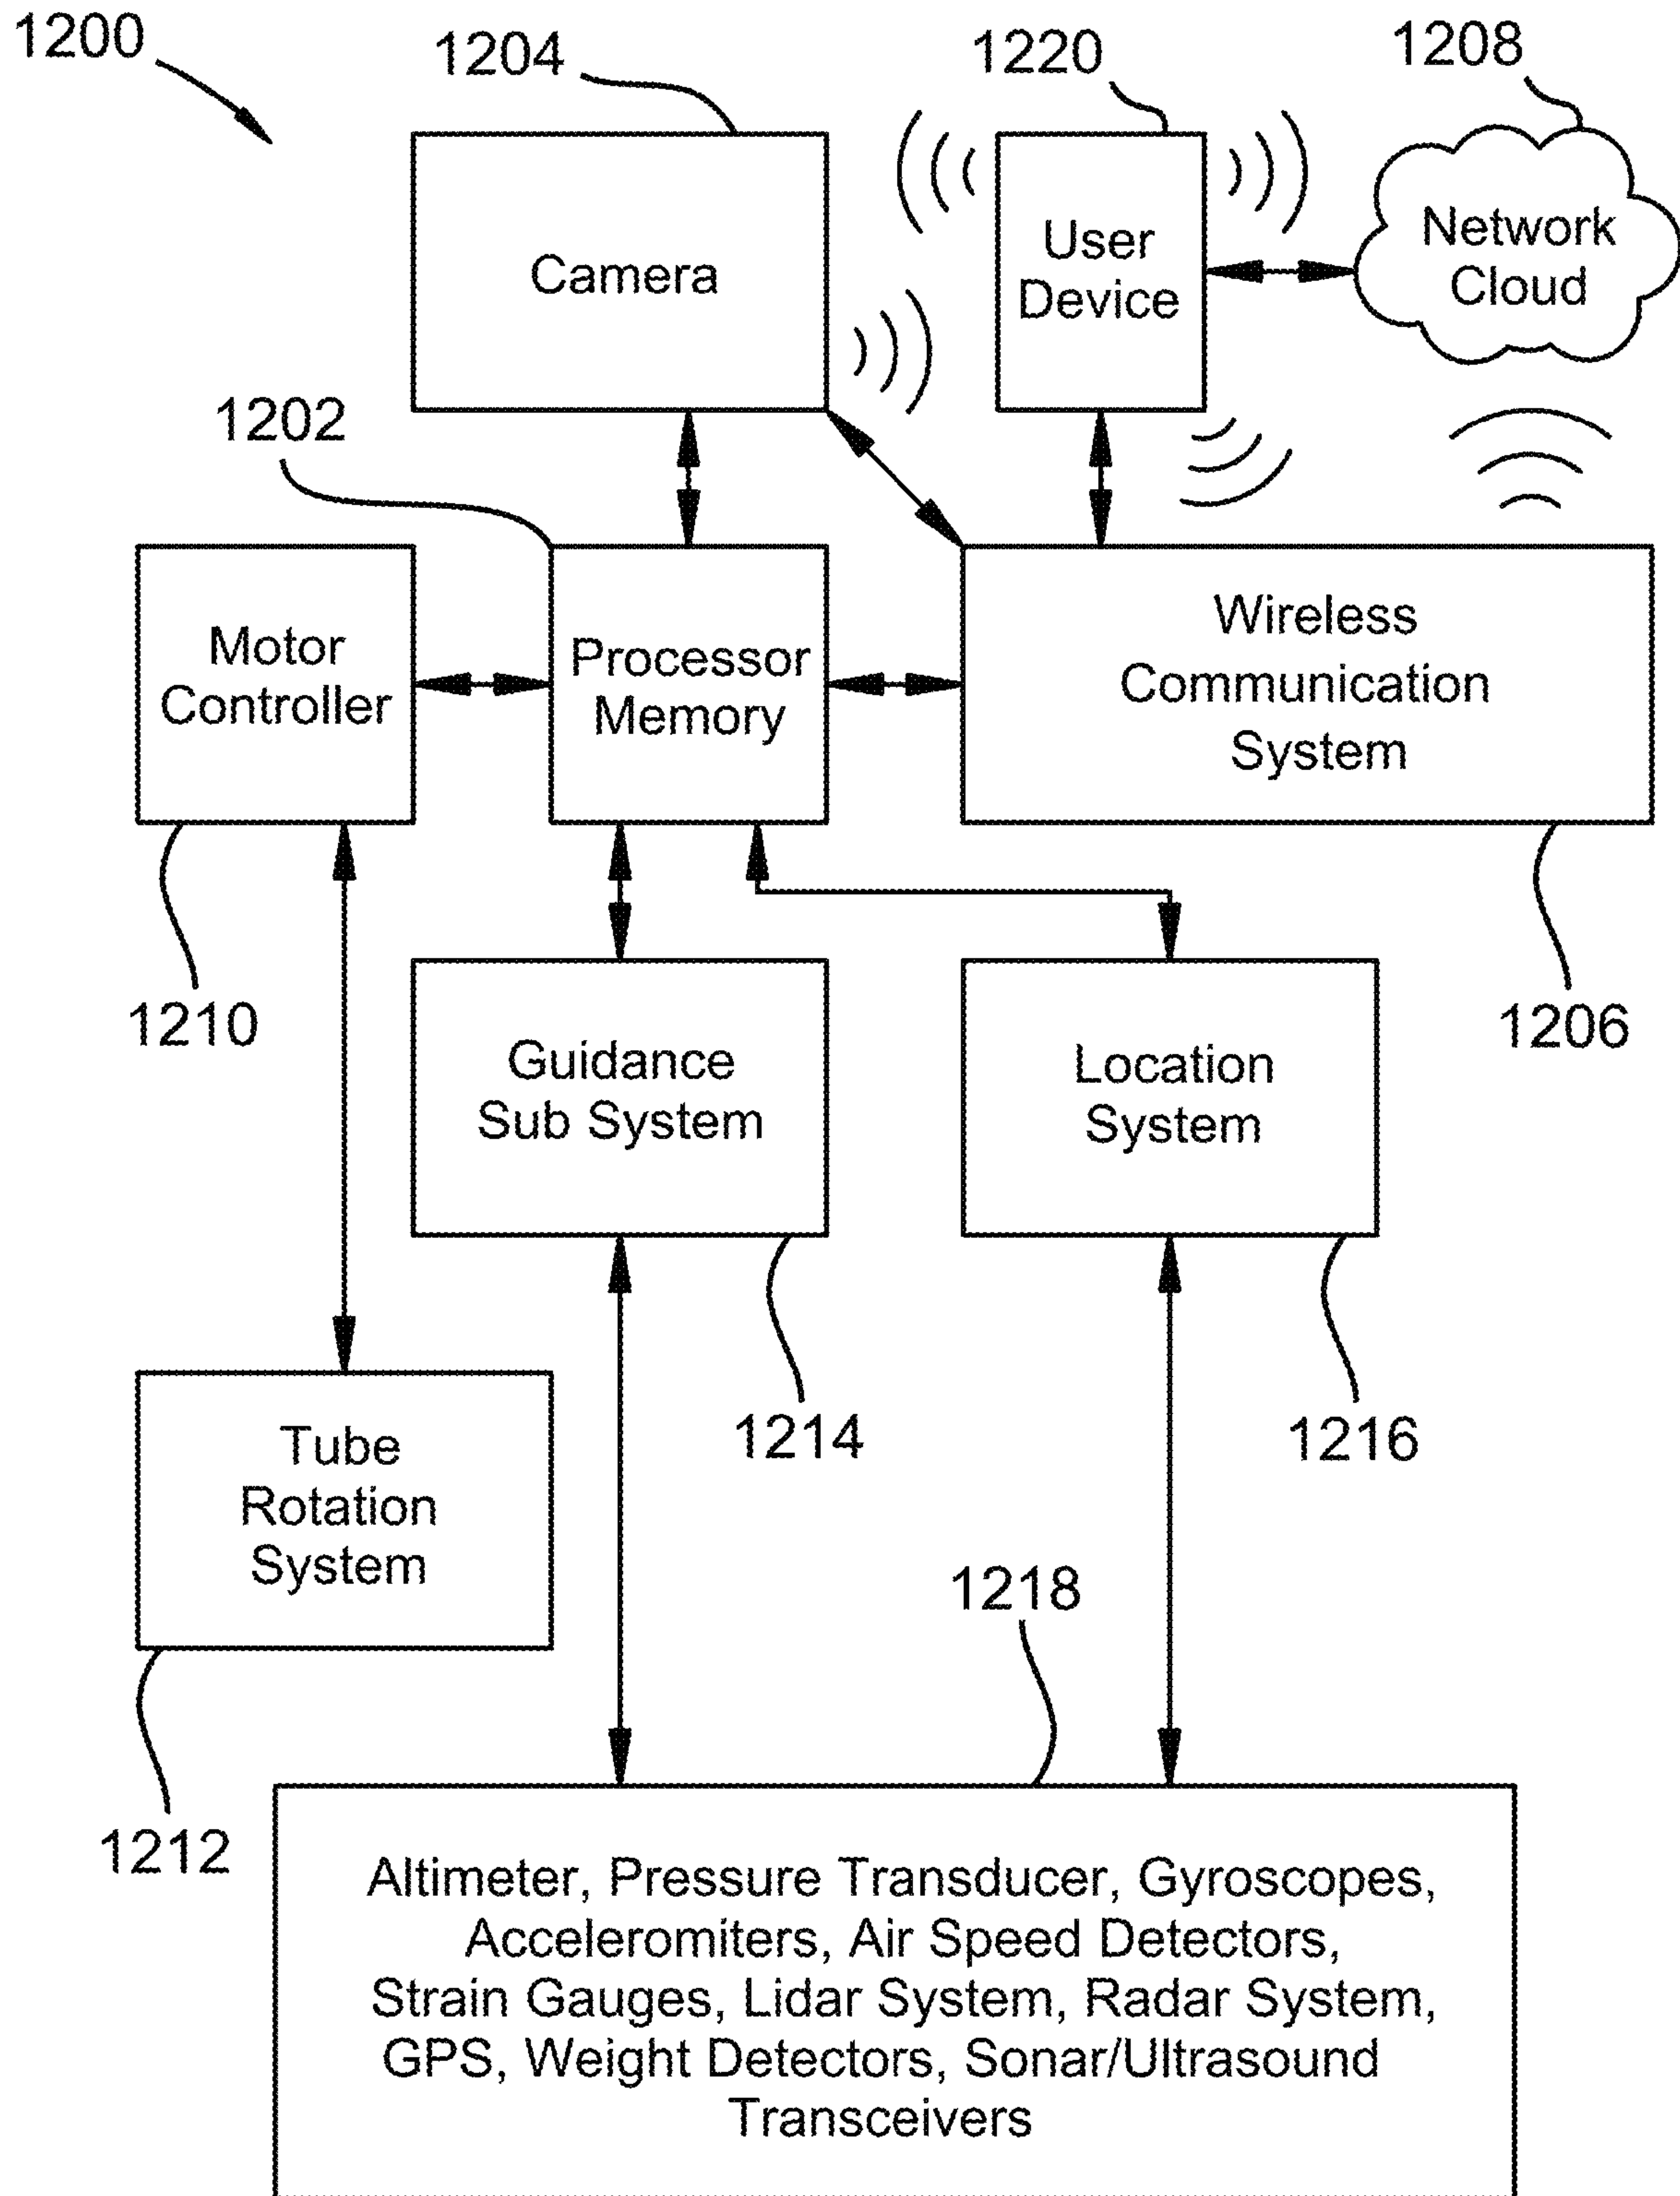 1200
1204
1220
1208
Camera
User
Device
Network
Cloud
1202
Motor
Controller
Processor
Memory
Wireless
Communication
System
1210
1206
Guidance
Sub System
Location
System
1214
1216
Tube
Rotation
System
1218
1212
Altimeter, Pressure Transducer, Gyroscopes,
Acceleromiters, Air Speed Detectors,
Strain Gauges, Lidar System, Radar System,
GPS, Weight Detectors, Sonar/Ultrasound
Transceivers